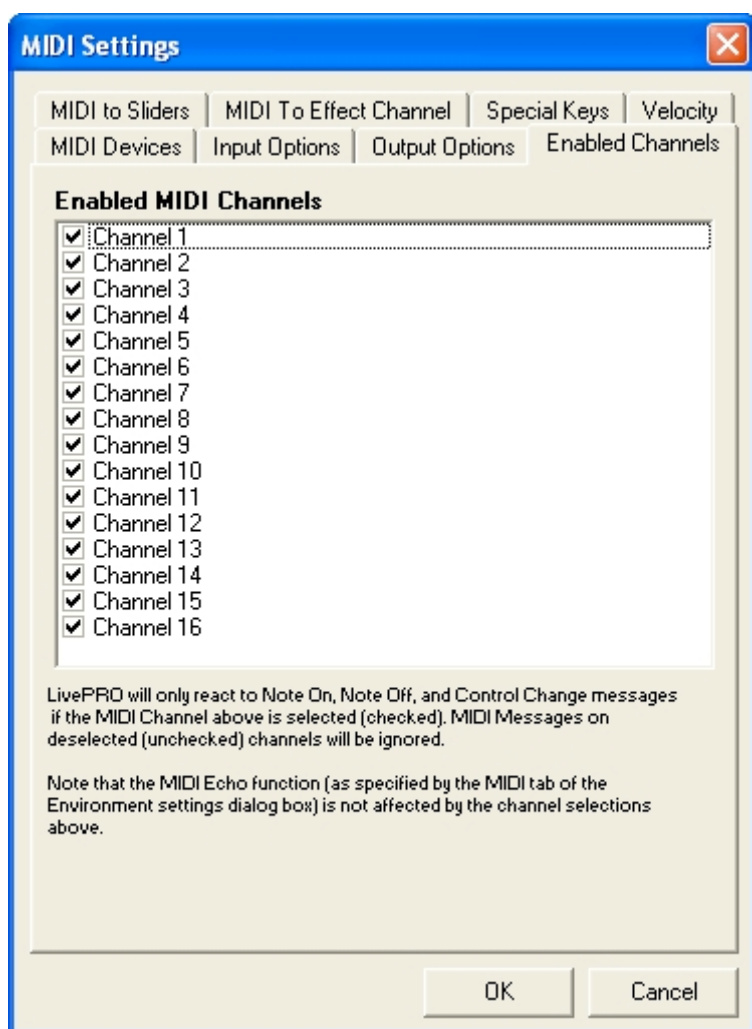 MIDI Settings
MIDI to Sliders MIDI To Effect Channel Special Keys Velocity
MIDI Devices Input Options Output Options Enabled Channels
Enabled MIDI Channels
Channel 1
Channel 2
Channel 3
Channel 4
Channel 5
Channel 6
Channel 7
Channel 8
Channel 9
Channel 10
Channel 11
Channel 12
Channel 13
Channel 14
Channel 15
Channel 16
LivePRO will only react to Note On, Note Off, and Control Change messages
if the MIDI Channel above is selected (checked). MIDI Messages on
deselected (unchecked) channels will be ignored.
Note that the MIDI Echo function (as specified by the MIDI tab of the
Environment settings dialog box) is not affected by the channel selections
above.
OK Cancel